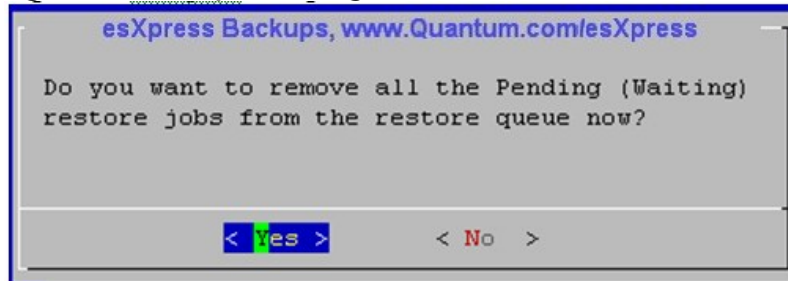 esXpress Backups, www.Quantum.com/esXpress
Do you want to remove all the Pending (Waiting)
restore jobs from the restore queue now?
< Yes > < No >